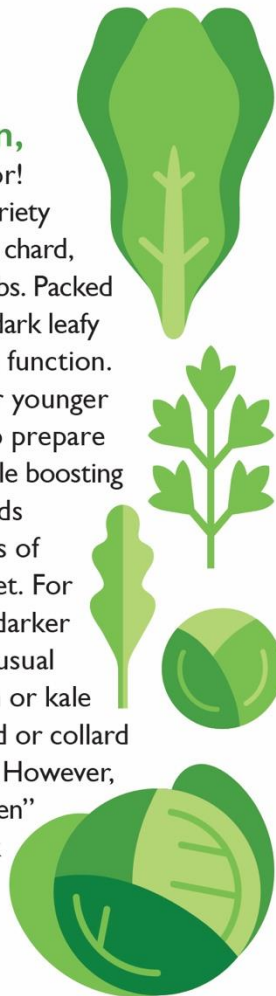 n,
or!
riety
chard,
bs. Packed
dark leafy
function.
r younger
o prepare
le boosting
ds
s of
et. For
darker
usual
n or kale
d or collard
However,
en”